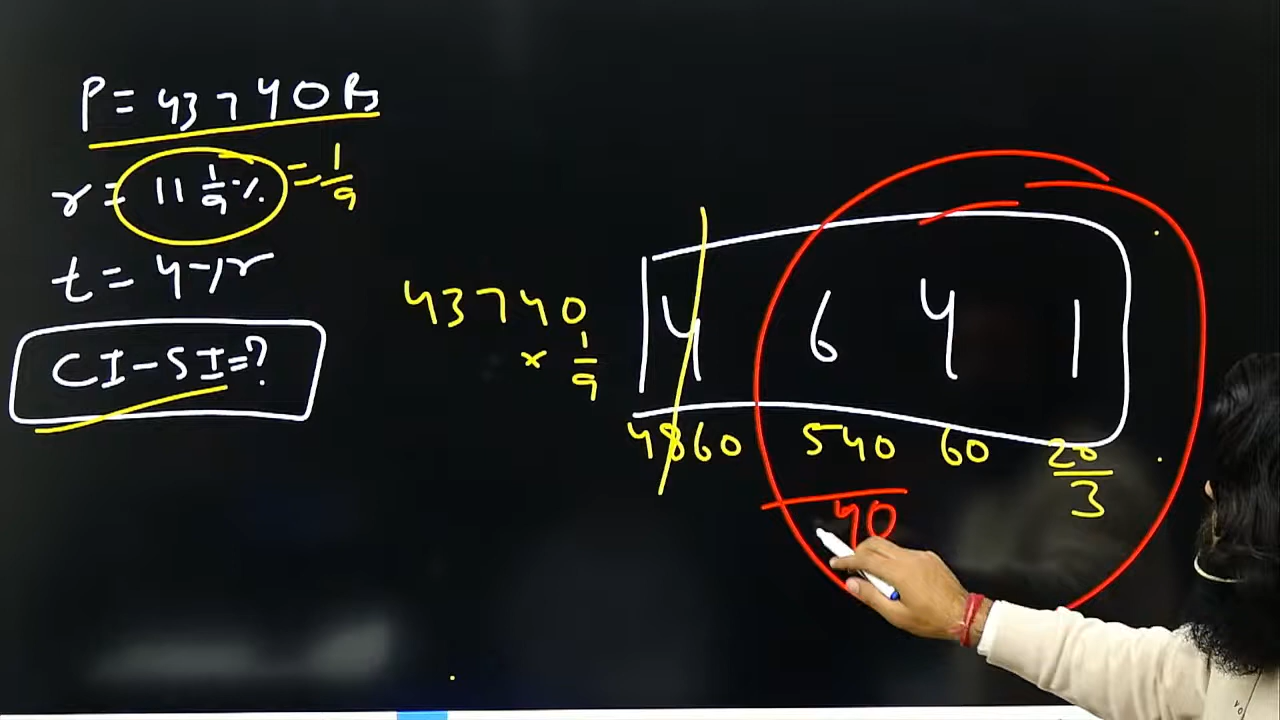 P = 43740 Rs
r = 11 1/9 % = 1/9
t = 4-yr
CI-SI=?
43740
× 1/9
4 6 4 1
4860 540 60 20/3
40